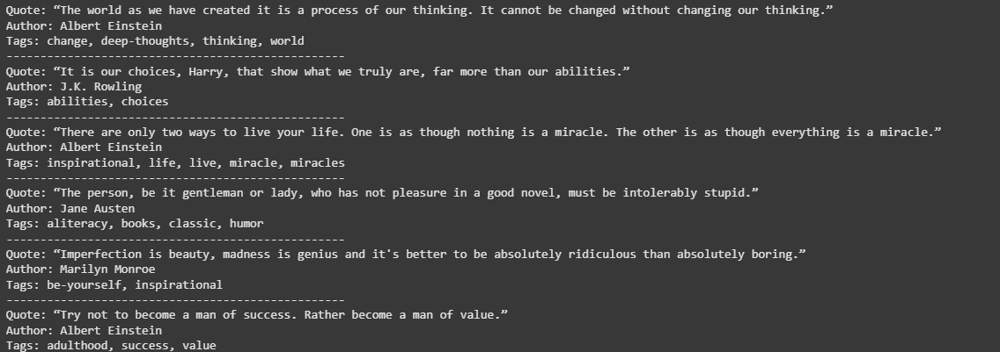 Quote: “The world as we have created it is a process of our thinking. It cannot be changed without changing our thinking.”
Author: Albert Einstein
Tags: change, deep-thoughts, thinking, world
--------------------------------------------------
Quote: “It is our choices, Harry, that show what we truly are, far more than our abilities.”
Author: J.K. Rowling
Tags: abilities, choices
--------------------------------------------------
Quote: “There are only two ways to live your life. One is as though nothing is a miracle. The other is as though everything is a miracle.”
Author: Albert Einstein
Tags: inspirational, life, live, miracle, miracles
--------------------------------------------------
Quote: “The person, be it gentleman or lady, who has not pleasure in a good novel, must be intolerably stupid.”
Author: Jane Austen
Tags: aliteracy, books, classic, humor
--------------------------------------------------
Quote: “Imperfection is beauty, madness is genius and it's better to be absolutely ridiculous than absolutely boring.”
Author: Marilyn Monroe
Tags: be-yourself, inspirational
--------------------------------------------------
Quote: “Try not to become a man of success. Rather become a man of value.”
Author: Albert Einstein
Tags: adulthood, success, value